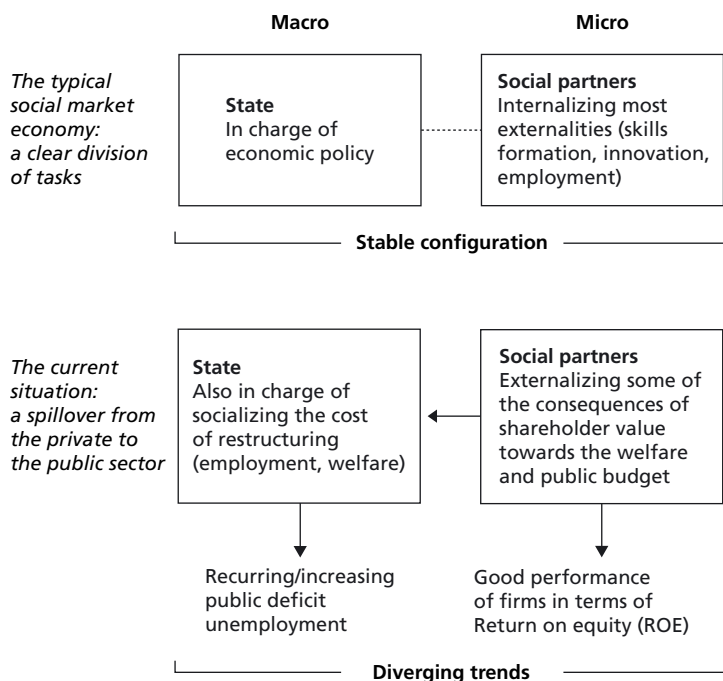 Macro
Micro
The typical
social market
economy:
a clear division
of tasks
State
In charge of
economic policy
Social partners
Internalizing most
externalities (skills
formation, innovation,
employment)
Stable configuration
The current
situation:
a spillover from
the private to
the public sector
State
Also in charge of
socializing the cost
of restructuring
(employment, welfare)
Social partners
Externalizing some of
the consequences of
shareholder value
towards the welfare
and public budget
Recurring/increasing
public deficit
unemployment
Good performance
of firms in terms of
Return on equity (ROE)
Diverging trends